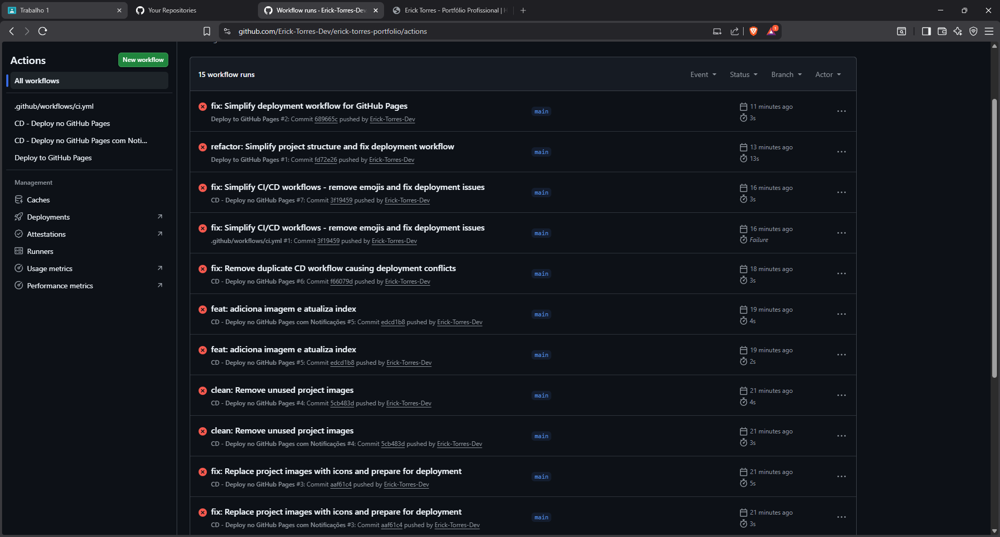 Trabalho 1
Your Repositories
Workflow runs · Erick-Torres-Dev
Erick Torres - Portfólio Profissional | H
github.com/Erick-Torres-Dev/erick-torres-portfolio/actions
1
Actions
New workflow
All workflows
.github/workflows/ci.yml
CD - Deploy no GitHub Pages
CD - Deploy no GitHub Pages com Noti...
Deploy to GitHub Pages
Management
Caches
Deployments
Attestations
Runners
Usage metrics
Performance metrics
15 workflow runs
Event
Status
Branch
Actor
fix: Simplify deployment workflow for GitHub Pages
Deploy to GitHub Pages #2: Commit 689665c pushed by Erick-Torres-Dev
main
11 minutes ago
3s
refactor: Simplify project structure and fix deployment workflow
Deploy to GitHub Pages #1: Commit fd72e26 pushed by Erick-Torres-Dev
main
13 minutes ago
13s
fix: Simplify CI/CD workflows - remove emojis and fix deployment issues
CD - Deploy no GitHub Pages #7: Commit 3f19459 pushed by Erick-Torres-Dev
main
16 minutes ago
3s
fix: Simplify CI/CD workflows - remove emojis and fix deployment issues
.github/workflows/ci.yml #1: Commit 3f19459 pushed by Erick-Torres-Dev
main
16 minutes ago
Failure
fix: Remove duplicate CD workflow causing deployment conflicts
CD - Deploy no GitHub Pages #6: Commit f66079d pushed by Erick-Torres-Dev
main
18 minutes ago
3s
feat: adiciona imagem e atualiza index
CD - Deploy no GitHub Pages com Notificações #5: Commit edcd1b8 pushed by Erick-Torres-Dev
main
19 minutes ago
4s
feat: adiciona imagem e atualiza index
CD - Deploy no GitHub Pages #5: Commit edcd1b8 pushed by Erick-Torres-Dev
main
19 minutes ago
2s
clean: Remove unused project images
CD - Deploy no GitHub Pages #4: Commit 5cb483d pushed by Erick-Torres-Dev
main
21 minutes ago
4s
clean: Remove unused project images
CD - Deploy no GitHub Pages com Notificações #4: Commit 5cb483d pushed by Erick-Torres-Dev
main
21 minutes ago
3s
fix: Replace project images with icons and prepare for deployment
CD - Deploy no GitHub Pages #3: Commit aaf61c4 pushed by Erick-Torres-Dev
main
21 minutes ago
5s
fix: Replace project images with icons and prepare for deployment
CD - Deploy no GitHub Pages com Notificações #3: Commit aaf61c4 pushed by Erick-Torres-Dev
main
21 minutes ago
3s